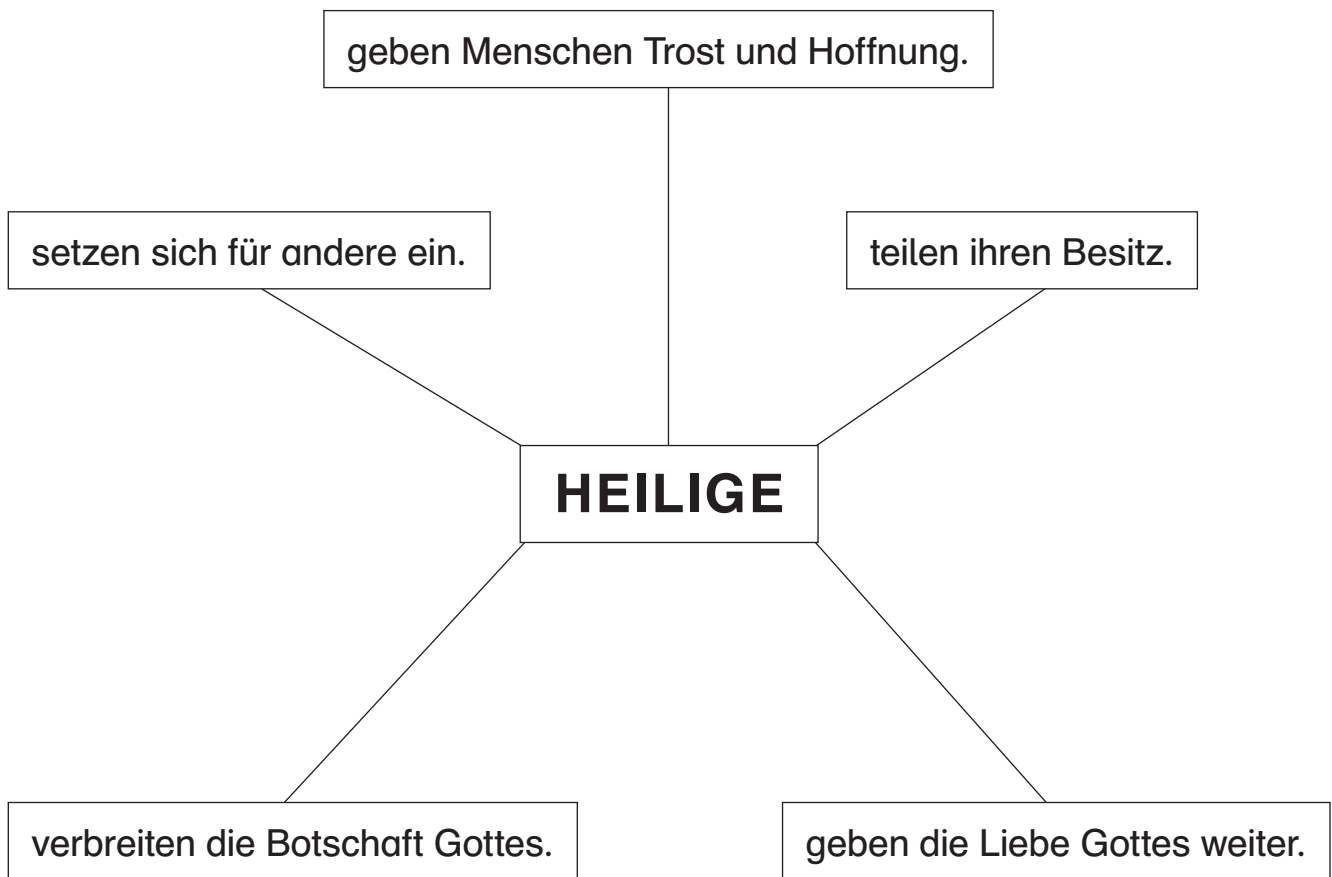 geben Menschen Trost und Hoffnung.
setzen sich für andere ein.
teilen ihren Besitz.
HEILIGE
verbreiten die Botschaft Gottes.
geben die Liebe Gottes weiter.